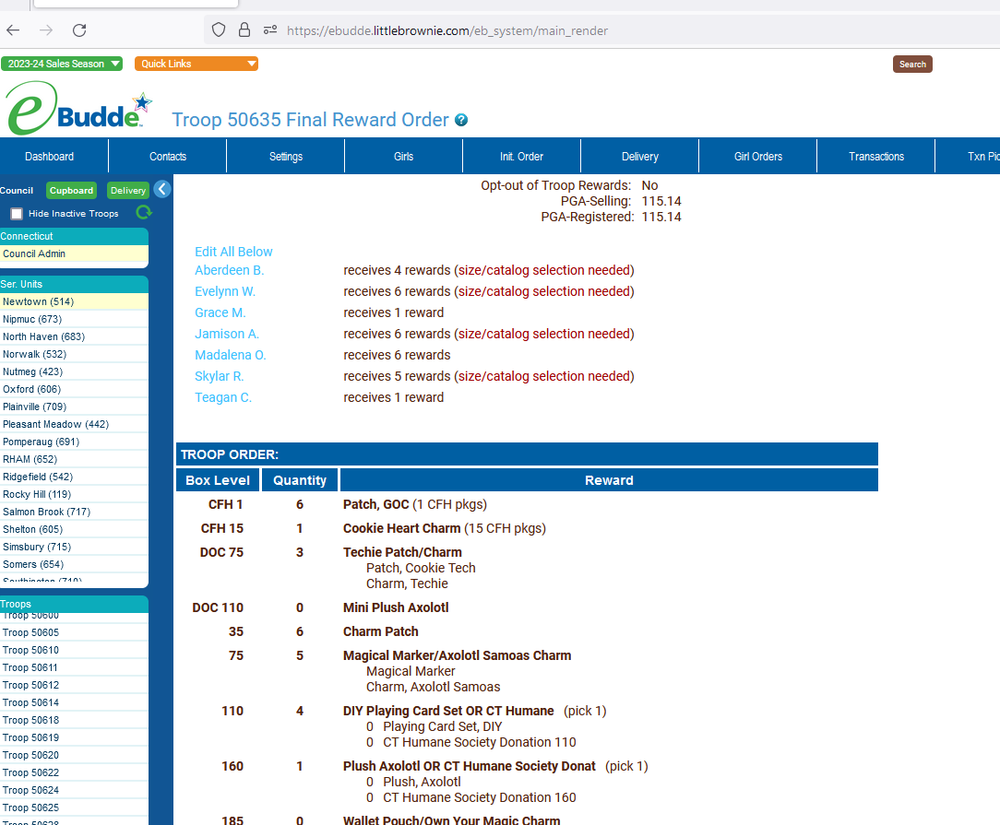 https://ebudde.littlebrownie.com/eb_system/main_render
2023-24 Sales Season
Quick Links
Search
eBudde
Troop 50635 Final Reward Order ?
Dashboard
Contacts
Settings
Girls
Init. Order
Delivery
Girl Orders
Transactions
Txn Pic
Council
Cupboard
Delivery
Hide Inactive Troops
Connecticut
Council Admin
Ser. Units
Newtown (514)
Nipmuc (673)
North Haven (683)
Norwalk (532)
Nutmeg (423)
Oxford (606)
Plainville (709)
Pleasant Meadow (442)
Pomperaug (691)
RHAM (652)
Ridgefield (542)
Rocky Hill (119)
Salmon Brook (717)
Shelton (605)
Simsbury (715)
Somers (654)
Southington (710)
Troops
Troop 50600
Troop 50605
Troop 50610
Troop 50611
Troop 50612
Troop 50614
Troop 50618
Troop 50619
Troop 50620
Troop 50622
Troop 50624
Troop 50625
Troop 50628
Opt-out of Troop Rewards: No
PGA-Selling: 115.14
PGA-Registered: 115.14
Edit All Below
Aberdeen B. receives 4 rewards (size/catalog selection needed)
Evelynn W. receives 6 rewards (size/catalog selection needed)
Grace M. receives 1 reward
Jamison A. receives 6 rewards (size/catalog selection needed)
Madalena O. receives 6 rewards
Skylar R. receives 5 rewards (size/catalog selection needed)
Teagan C. receives 1 reward
TROOP ORDER:
Box Level Quantity Reward
CFH 1 6 Patch, GOC (1 CFH pkgs)
CFH 15 1 Cookie Heart Charm (15 CFH pkgs)
DOC 75 3 Techie Patch/Charm
Patch, Cookie Tech
Charm, Techie
DOC 110 0 Mini Plush Axolotl
35 6 Charm Patch
75 5 Magical Marker/Axolotl Samoas Charm
Magical Marker
Charm, Axolotl Samoas
110 4 DIY Playing Card Set OR CT Humane (pick 1)
0 Playing Card Set, DIY
0 CT Humane Society Donation 110
160 1 Plush Axolotl OR CT Humane Society Donat (pick 1)
0 Plush, Axolotl
0 CT Humane Society Donation 160
185 0 Wallet Pouch/Own Your Magic Charm